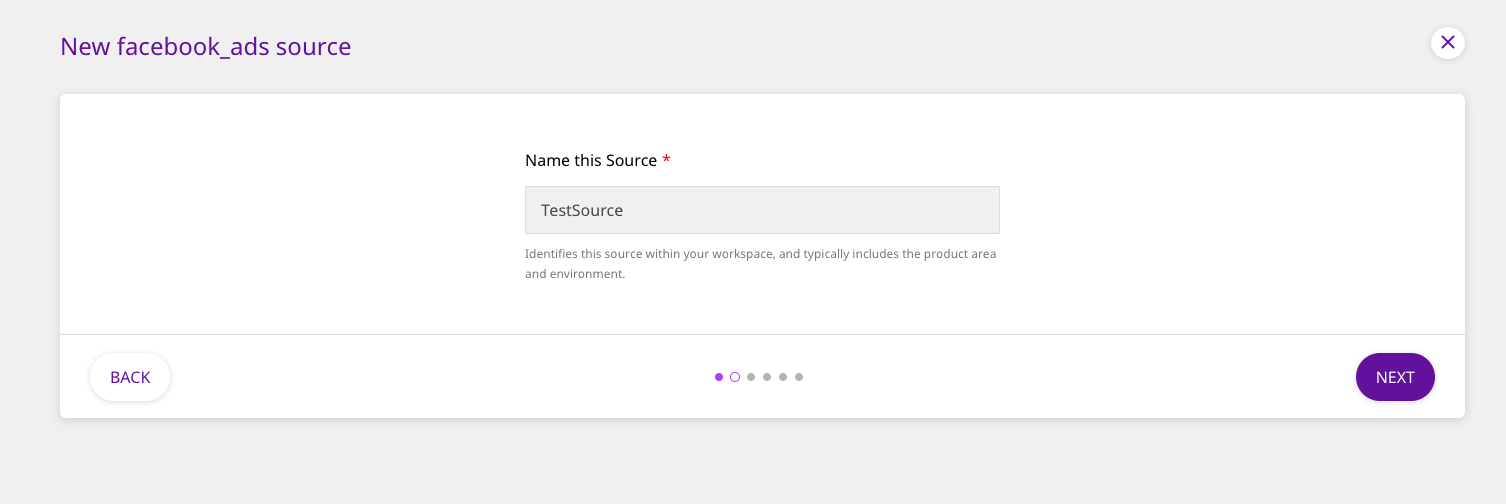 New facebook_ads source
Name this Source *
TestSource
Identifies this source within your workspace, and typically includes the product area
and environment.
BACK
NEXT